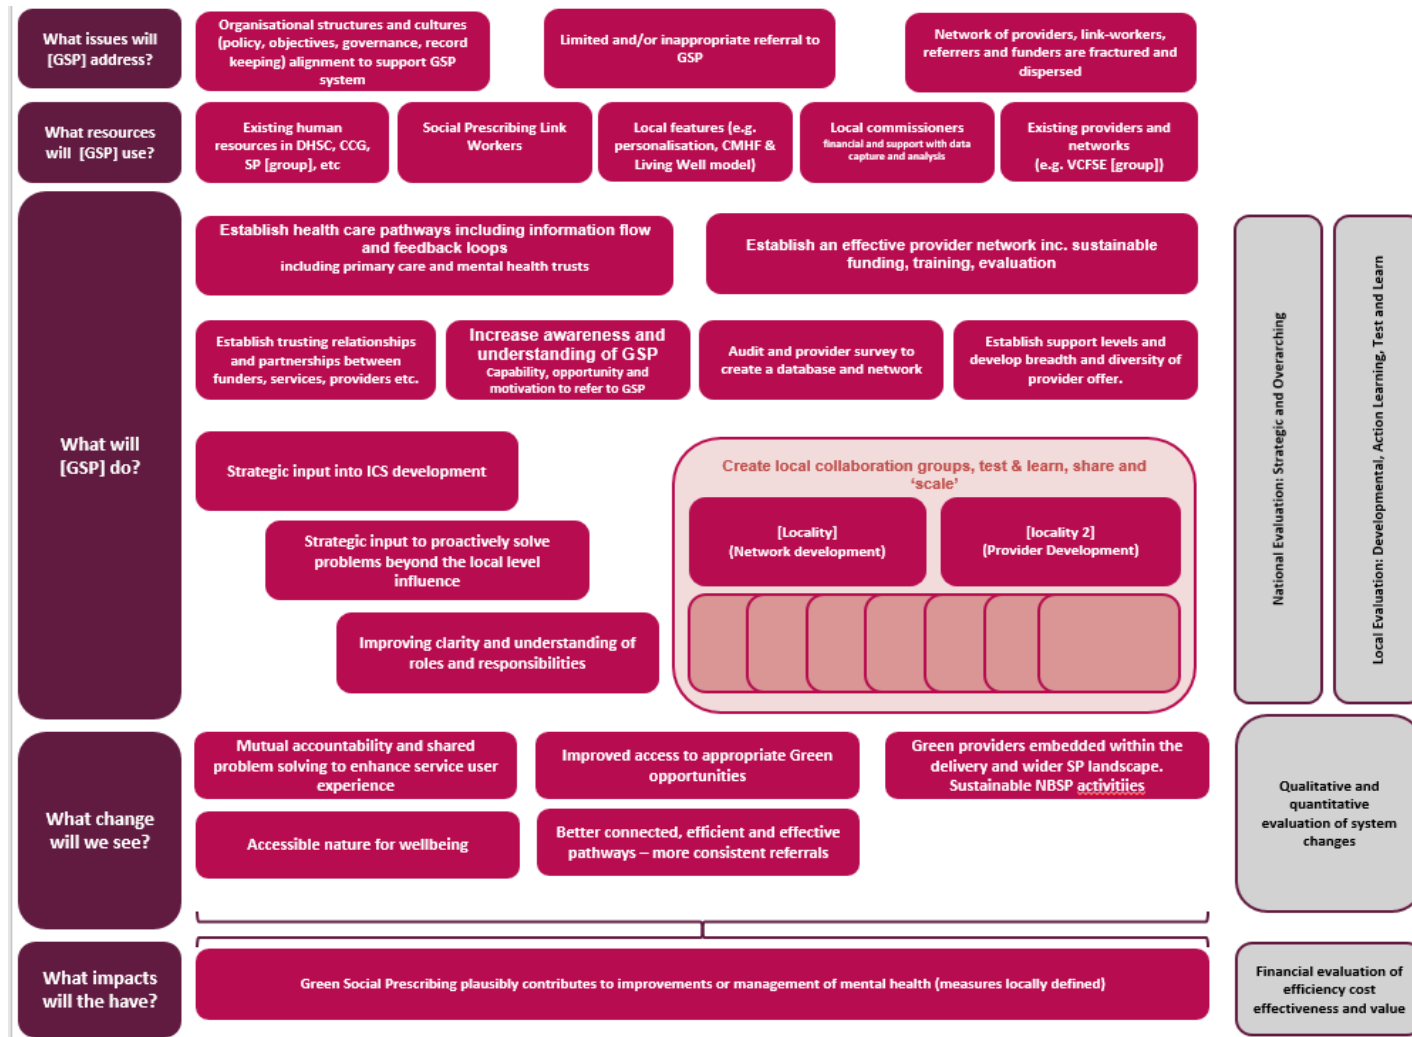 What issues will
[GSP] address?
Organisational structures and cultures
(policy, objectives, governance, record
keeping) alignment to support GSP
system
Limited and/or inappropriate referral to
GSP
Network of providers, link-workers,
referrers and funders are fractured and
dispersed
What resources
will [GSP] use?
Existing human
resources in DHSC, CCG,
SP [group], etc
Social Prescribing Link
Workers
Local features (e.g.
personalisation, CMHF &
Living Well model)
Local commissioners
financial and support with data
capture and analysis
Existing providers and
networks
(e.g. VCFSE [group])
What will
[GSP] do?
Establish health care pathways including information flow
and feedback loops
including primary care and mental health trusts
Establish an effective provider network inc. sustainable
funding, training, evaluation
Establish trusting relationships
and partnerships between
funders, services, providers etc.
Increase awareness and
understanding of GSP
Capability, opportunity and
motivation to refer to GSP
Audit and provider survey to
create a database and network
Establish support levels and
develop breadth and diversity of
provider offer.
Strategic input into ICS development
Strategic input to proactively solve
problems beyond the local level
influence
Improving clarity and understanding of
roles and responsibilities
Create local collaboration groups, test & learn, share and
‘scale’
[Locality]
(Network development)
[locality 2]
(Provider Development)
National Evaluation: Strategic and Overarching
Local Evaluation: Developmental, Action Learning, Test and Learn
What change
will we see?
Mutual accountability and shared
problem solving to enhance service user
experience
Improved access to appropriate Green
opportunities
Green providers embedded within the
delivery and wider SP landscape.
Sustainable NBSP activitiies
Accessible nature for wellbeing
Better connected, efficient and effective
pathways – more consistent referrals
Qualitative and
quantitative
evaluation of system
changes
What impacts
will the have?
Green Social Prescribing plausibly contributes to improvements or management of mental health (measures locally defined)
Financial evaluation of
efficiency cost
effectiveness and value